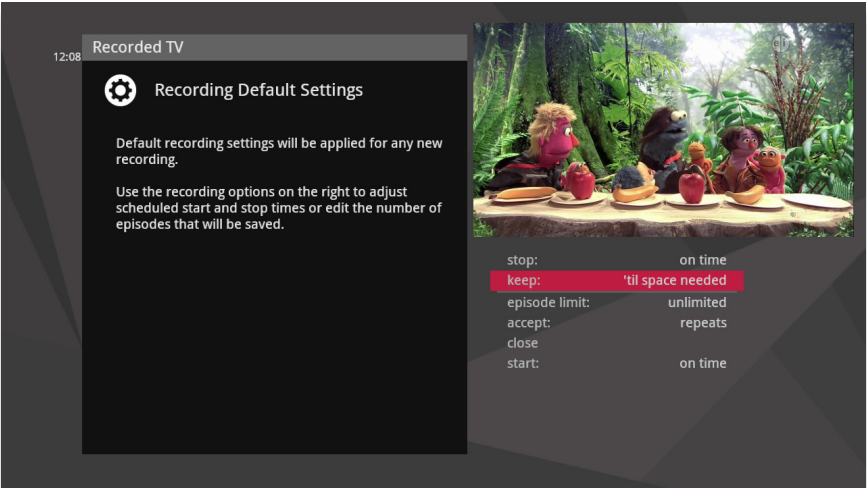 12:08
Recorded TV
Recording Default Settings
Default recording settings will be applied for any new
recording.
Use the recording options on the right to adjust
scheduled start and stop times or edit the number of
episodes that will be saved.
stop: on time
keep: 'til space needed
episode limit: unlimited
accept: repeats
close
start: on time